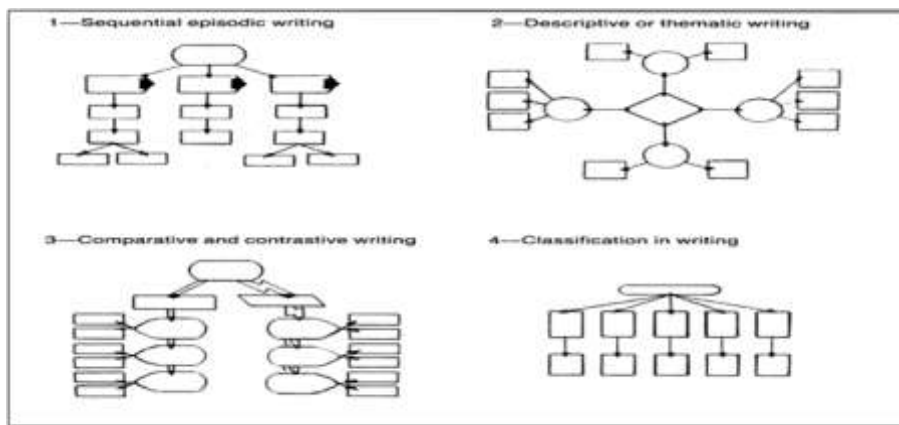 1—Sequential episodic writing
2—Descriptive or thematic writing
3—Comparative and contrastive writing
4—Classification in writing